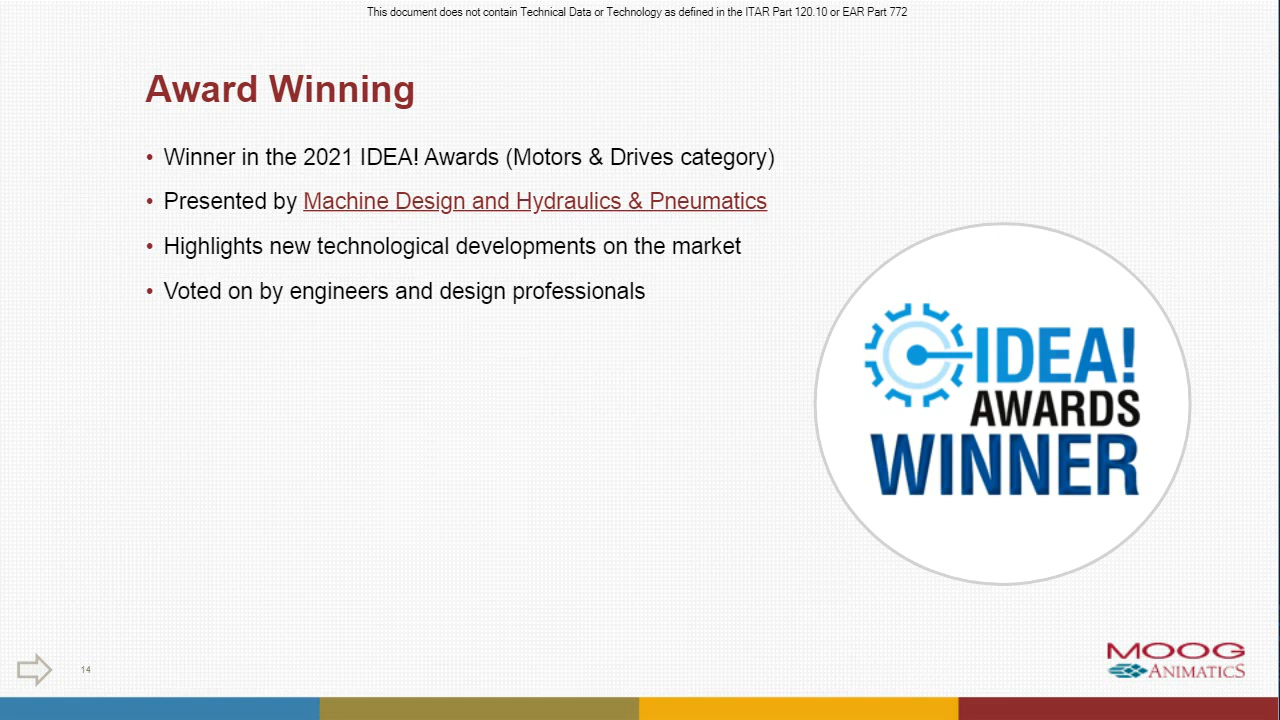 This document does not contain Technical Data or Technology as defined in the ITAR Part 120.10 or EAR Part 772
Award Winning
• Winner in the 2021 IDEA! Awards (Motors & Drives category)
• Presented by Machine Design and Hydraulics & Pneumatics
• Highlights new technological developments on the market
• Voted on by engineers and design professionals
IDEA!
AWARDS
WINNER
14
MOOG
ANIMATICS